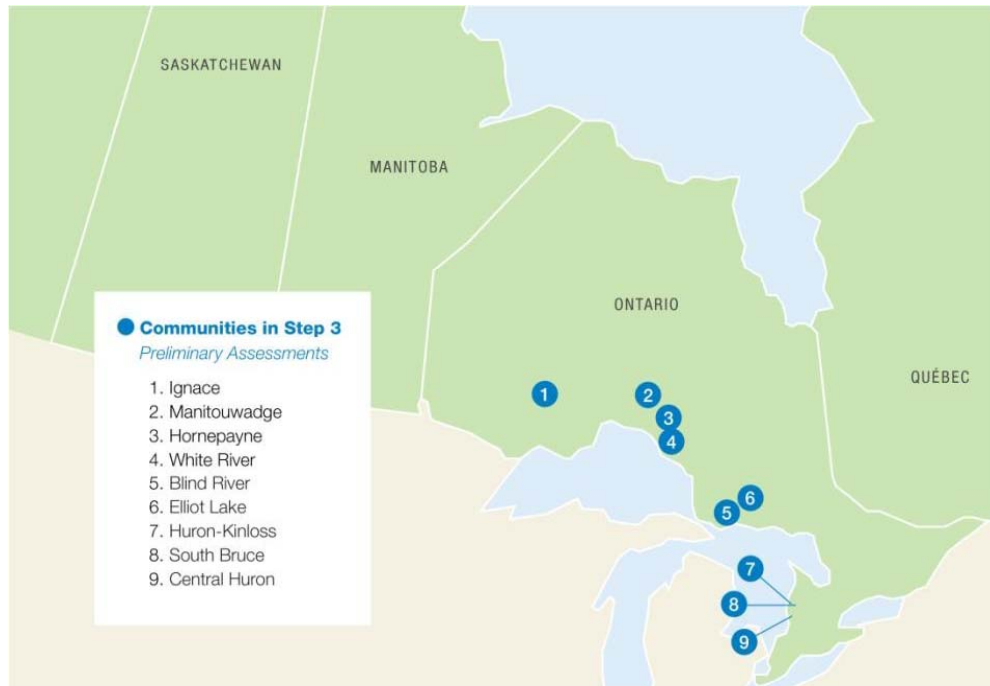 SASKATCHEWAN
MANITOBA
ONTARIO
QUÉBEC
Communities in Step 3
Preliminary Assessments
1. Ignace
2. Manitouwadge
3. Hornepayne
4. White River
5. Blind River
6. Elliot Lake
7. Huron-Kinloss
8. South Bruce
9. Central Huron
1
2
3
4
6
5
7
8
9